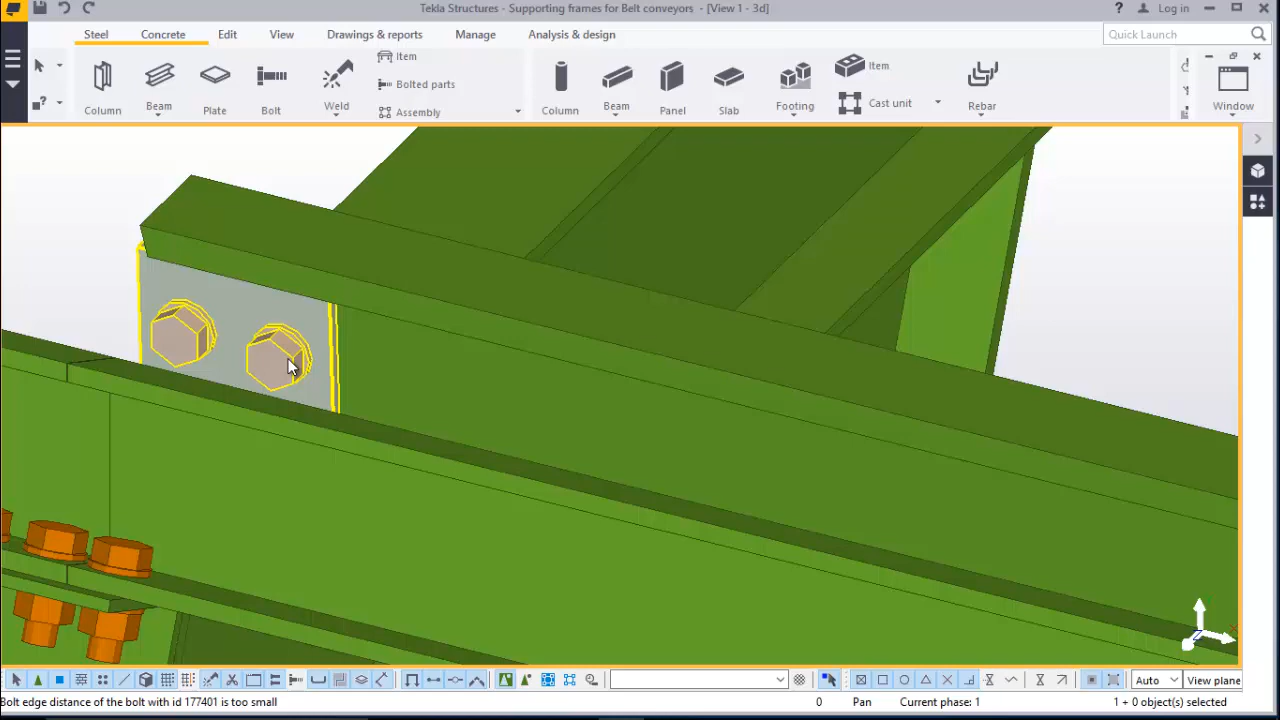 Tekla Structures - Supporting frames for Belt conveyors - [View 1 - 3d]
? Log in
Steel Concrete Edit View Drawings & reports Manage Analysis & design
Quick Launch
Item
Bolted parts
Assembly
Item
Cast unit
Column Beam Plate Bolt Weld
Column Beam Panel Slab Footing Rebar Window
Auto
View plane
Bolt edge distance of the bolt with id 177401 is too small
0 Pan Current phase: 1 1 + 0 object(s) selected